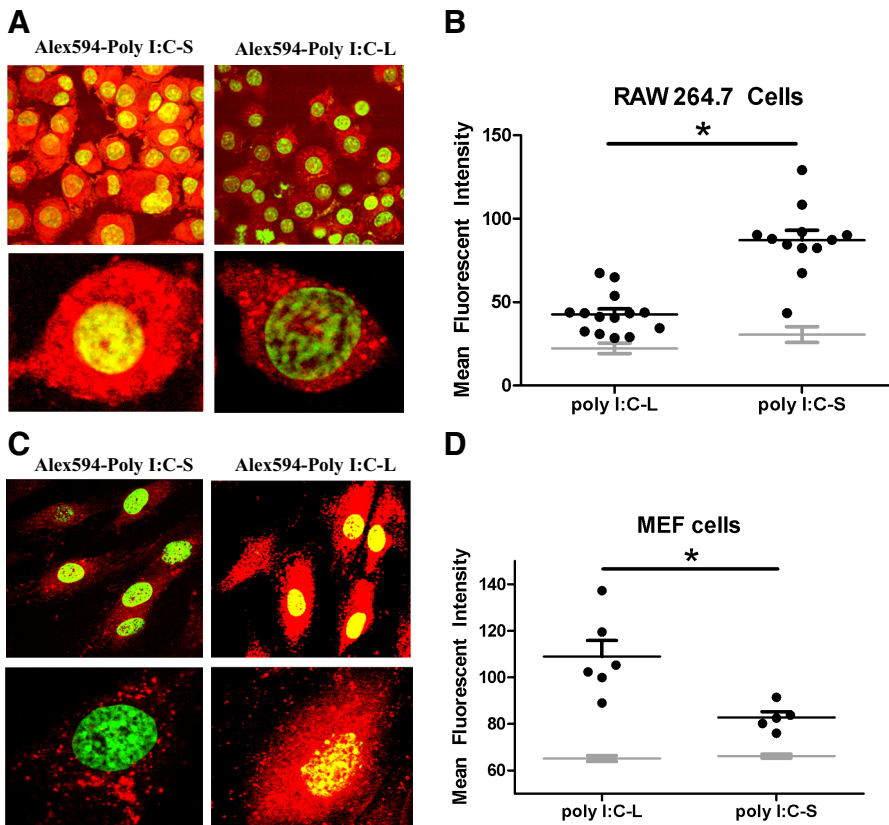 A
Alex594-Poly I:C-S
Alex594-Poly I:C-L
B
RAW 264.7 Cells
*
Mean Fluorescent Intensity
150
100
50
0
poly I:C-L
poly I:C-S
C
Alex594-Poly I:C-S
Alex594-Poly I:C-L
D
MEF cells
*
Mean Fluorescent Intensity
140
120
100
80
60
poly I:C-L
poly I:C-S